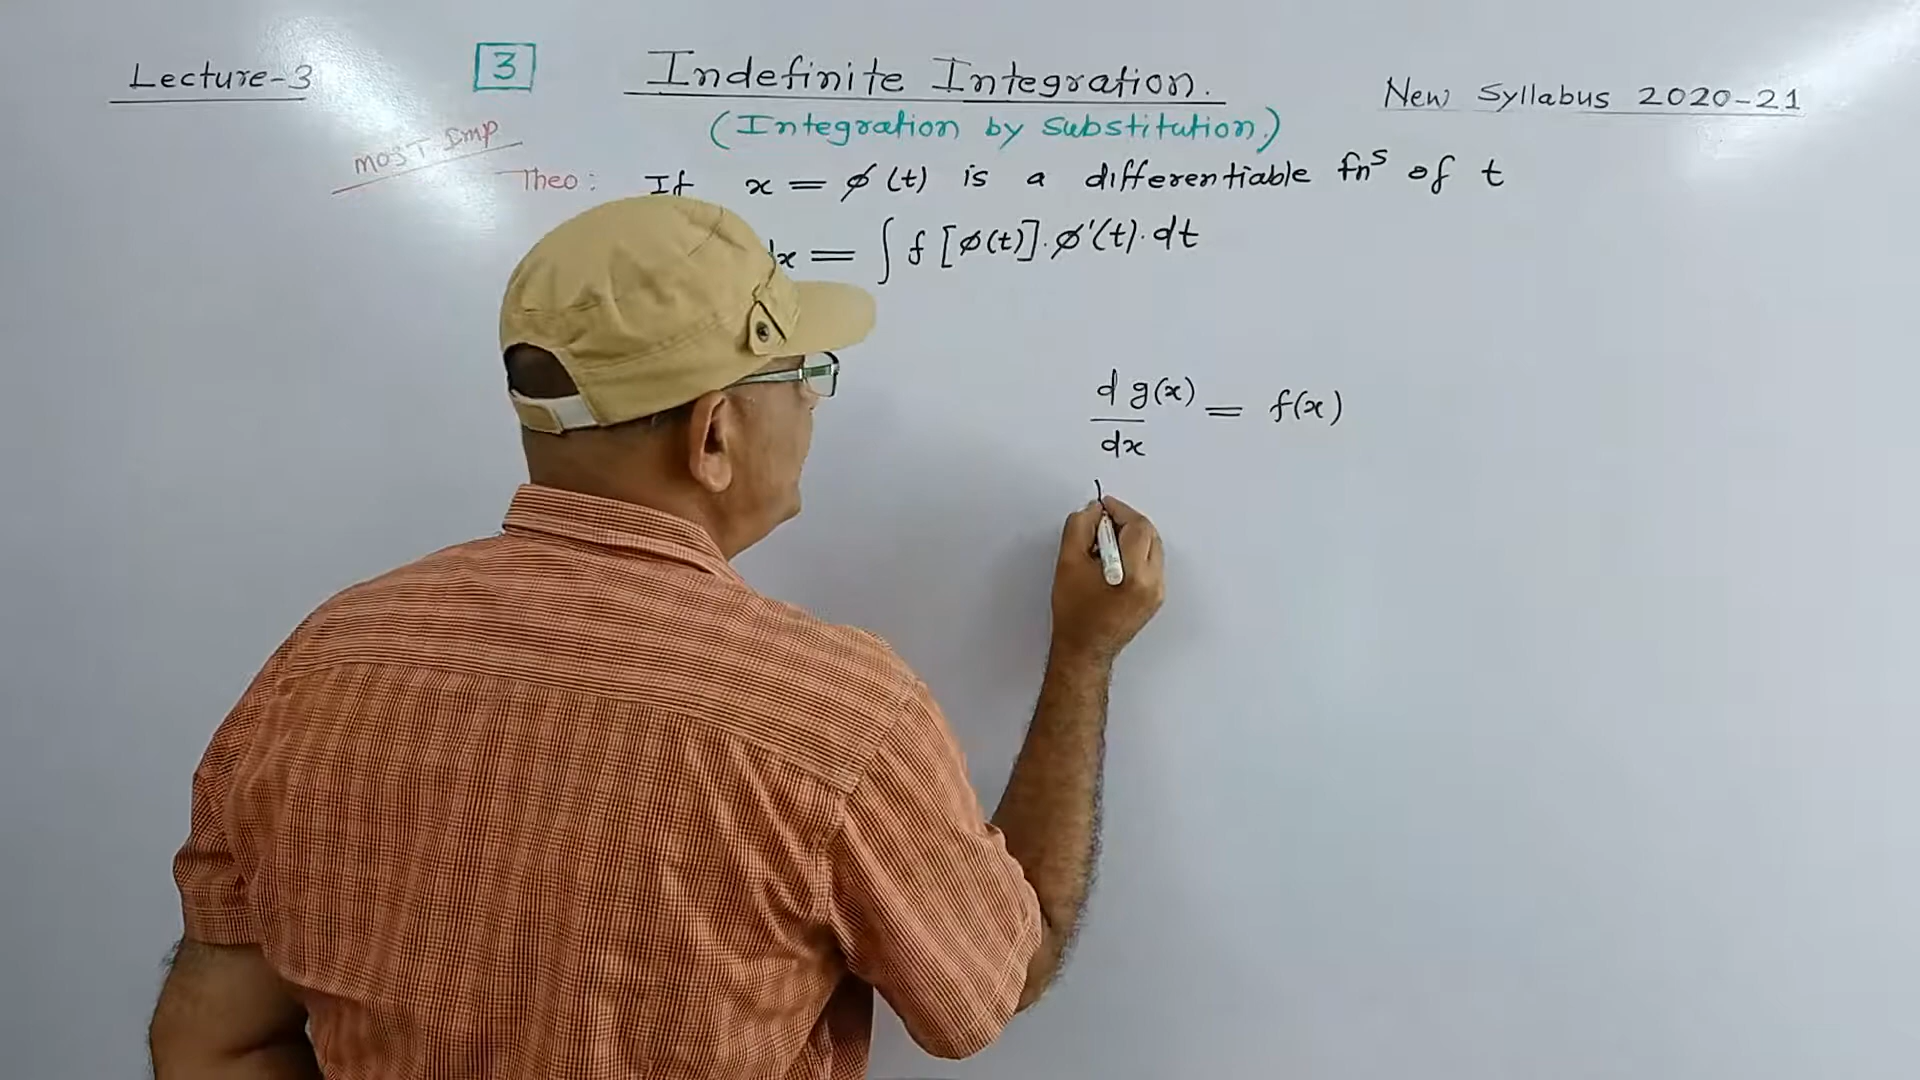 Lecture-3
3
Indefinite Integration.
New Syllabus 2020-21
(Integration by substitution.)
MOST Imp
Theo: If x = ϕ(t) is a differentiable fnˢ of t
dx = ∫ f [ϕ(t)]. ϕ'(t). dt
d g(x) = f(x)
dx